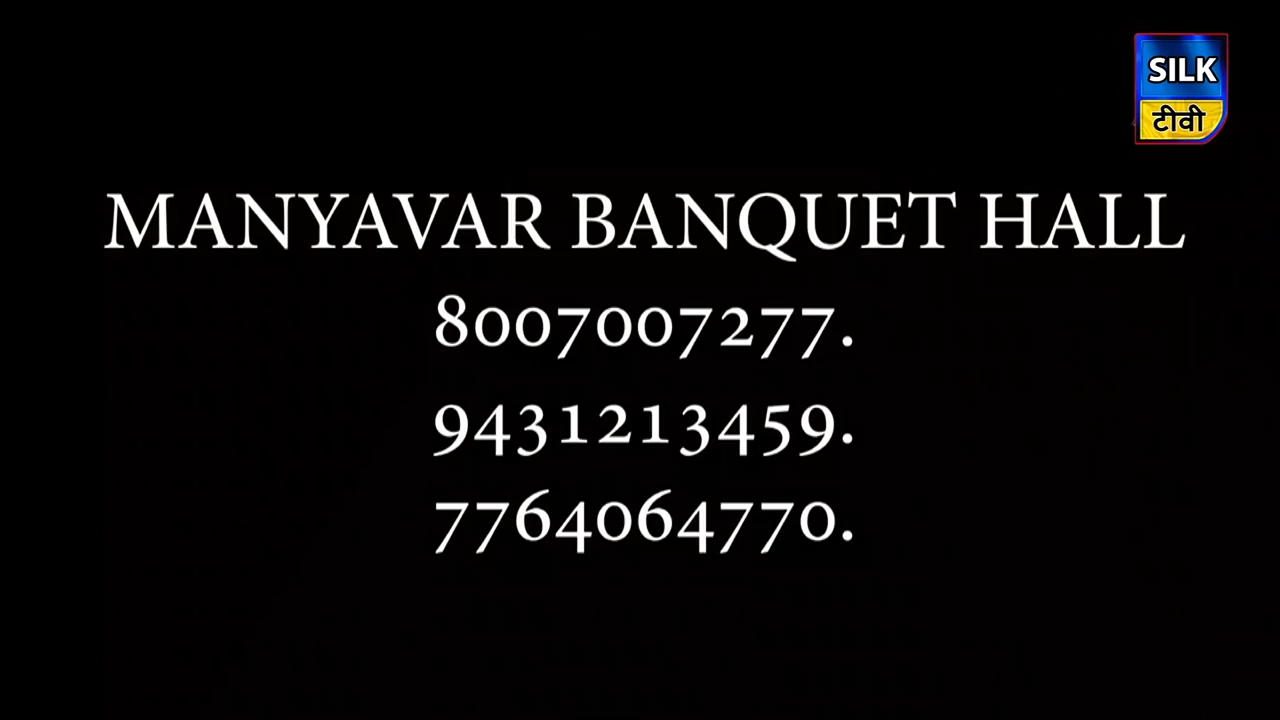 SILK
टीवी
MANYAVAR BANQUET HALL
8007007277.
9431213459.
7764064770.